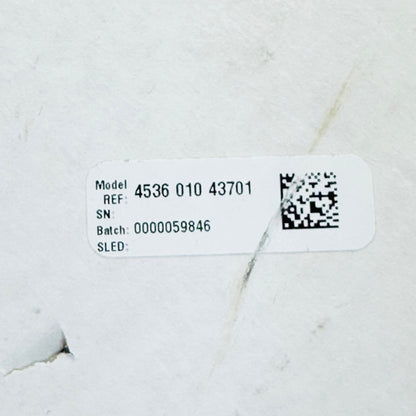 Model 4536 010 43701
REF:
SN:
Batch: 0000059846
SLED: